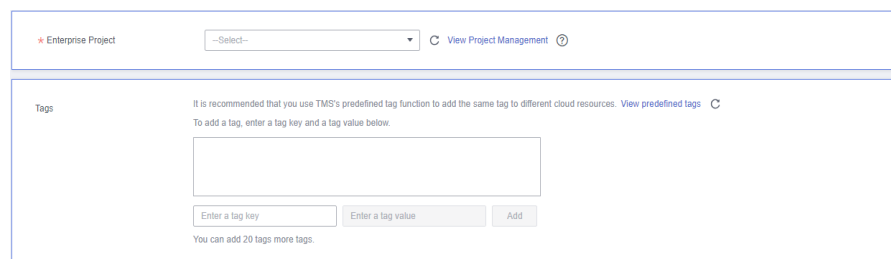 * Enterprise Project --Select-- View Project Management ?
Tags It is recommended that you use TMS's predefined tag function to add the same tag to different cloud resources. View predefined tags
To add a tag, enter a tag key and a tag value below.
Enter a tag key Enter a tag value Add
You can add 20 tags more tags.